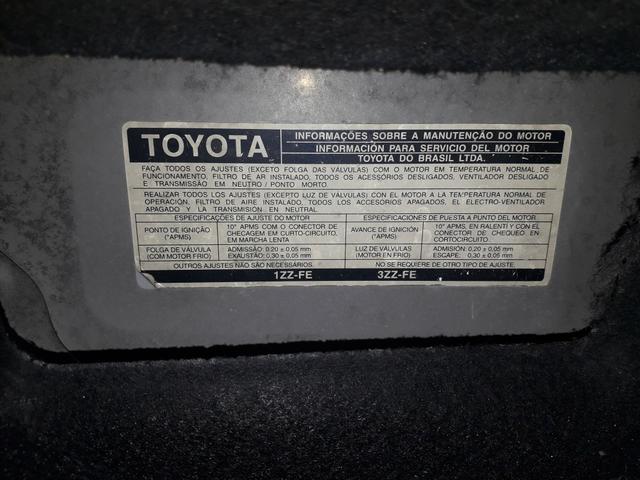 TOYOTA
INFORMAÇÕES SOBRE A MANUTENÇÃO DO MOTOR
INFORMACIÓN PARA SERVICIO DEL MOTOR
TOYOTA DO BRASIL LTDA.
FAÇA TODOS OS AJUSTES (EXCETO FOLGA DAS VÁLVULAS) COM O MOTOR EM TEMPERATURA NORMAL DE
FUNCIONAMENTO, FILTRO DE AR INSTALADO, TODOS OS ACESSÓRIOS DESLIGADOS, VENTILADOR DESLIGADO
E TRANSMISSÃO EM NEUTRO / PONTO MORTO.
REALIZAR TODOS LOS AJUSTES (EXCEPTO LUZ DE VÁLVULAS) CON EL MOTOR A LA TEMPERATURA NORMAL DE
OPERACIÓN, FILTRO DE AIRE INSTALADO, TODOS LOS ACCESORIOS APAGADOS, EL ELECTRO-VENTILADOR
APAGADO Y LA TRANSMISIÓN EN NEUTRAL.
ESPECIFICAÇÕES DE AJUSTE DO MOTOR
PONTO DE IGNIÇÃO
(°APMS)
10° APMS COM O CONECTOR DE
CHECAGEM EM CURTO-CIRCUITO,
EM MARCHA LENTA
FOLGA DE VÁLVULA
(COM MOTOR FRIO)
ADMISSÃO: 0,20 ± 0,05 mm
EXAUSTÃO: 0,30 ± 0,05 mm
OUTROS AJUSTES NÃO SÃO NECESSÁRIOS.
ESPECIFICACIONES DE PUESTA A PUNTO DEL MOTOR
AVANCE DE IGNICIÓN
(°APMS)
10° APMS, EN RALENTI Y CON EL
CONECTOR DE CHEQUEO EN
CORTOCIRCUITO.
LUZ DE VÁLVULAS
(MOTOR EN FRIO)
ADMISIÓN: 0,20 ± 0,05 mm
ESCAPE: 0,30 ± 0,05 mm
NO SE REQUIERE DE OTRO TIPO DE AJUSTE.
1ZZ-FE 3ZZ-FE